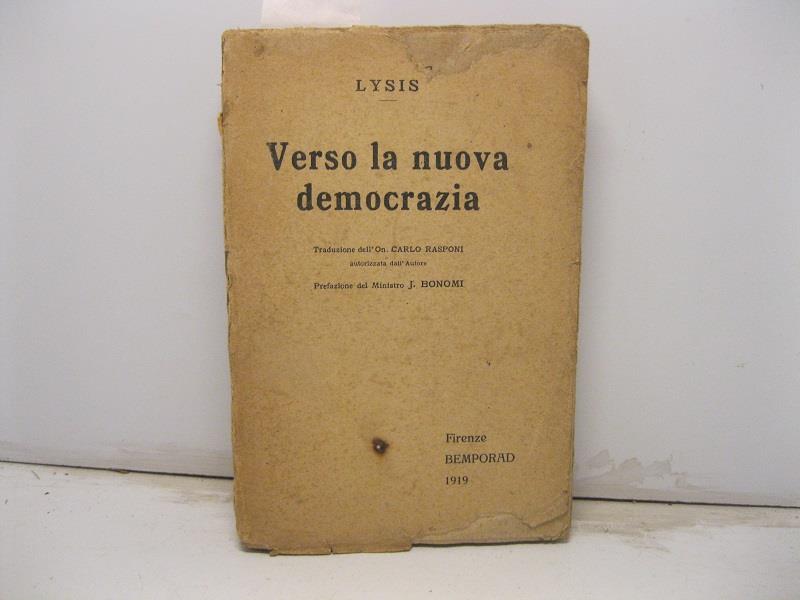 LYSIS
Verso la nuova
democrazia
Traduzione dell'On. CARLO RASPONI
autorizzata dall'Autore
Prefazione del Ministro J. BONOMI
Firenze
BEMPORAD
1919